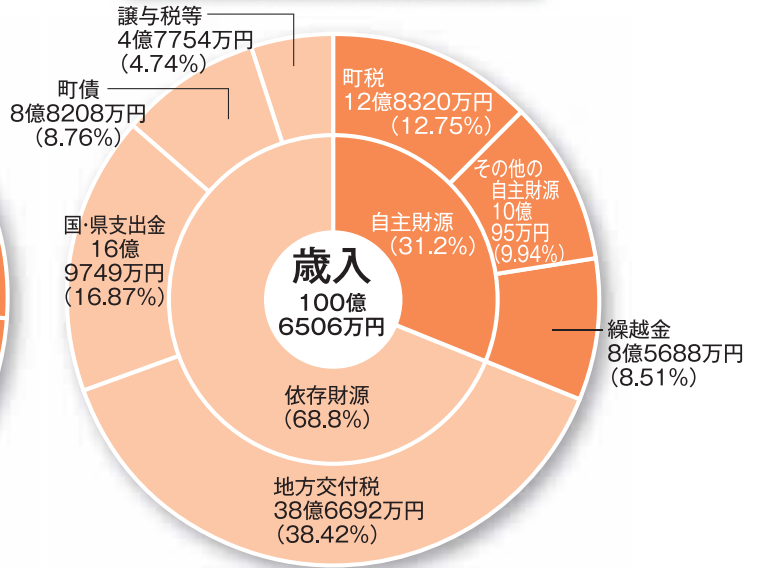 譲与税等
4億7754万円
(4.74%)
町債
8億8208万円
(8.76%)
町税
12億8320万円
(12.75%)
その他の
自主財源
10億
95万円
(9.94%)
国・県支出金
16億
9749万円
(16.87%)
自主財源
(31.2%)
歳入
100億
6506万円
繰越金
8億5688万円
(8.51%)
依存財源
(68.8%)
地方交付税
38億6692万円
(38.42%)